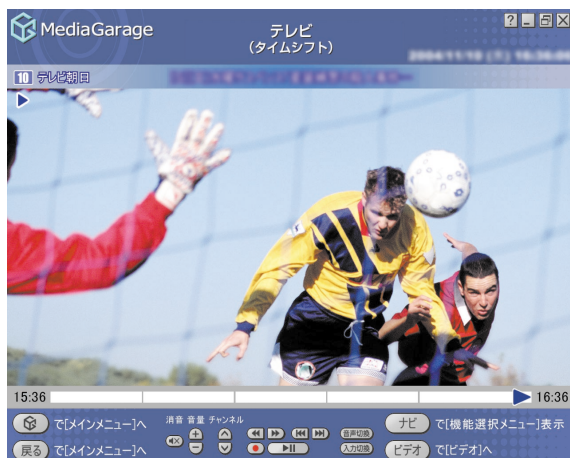 MediaGarage
テレビ
(タイムシフト)
10 テレビ朝日
15:36
16:36
で[メインメニュー]へ
消音 音量 チャンネル
音声切換
ナビ で[機能選択メニュー]表示
戻る で[メインメニュー]へ
入力切換
ビデオ で[ビデオ]へ